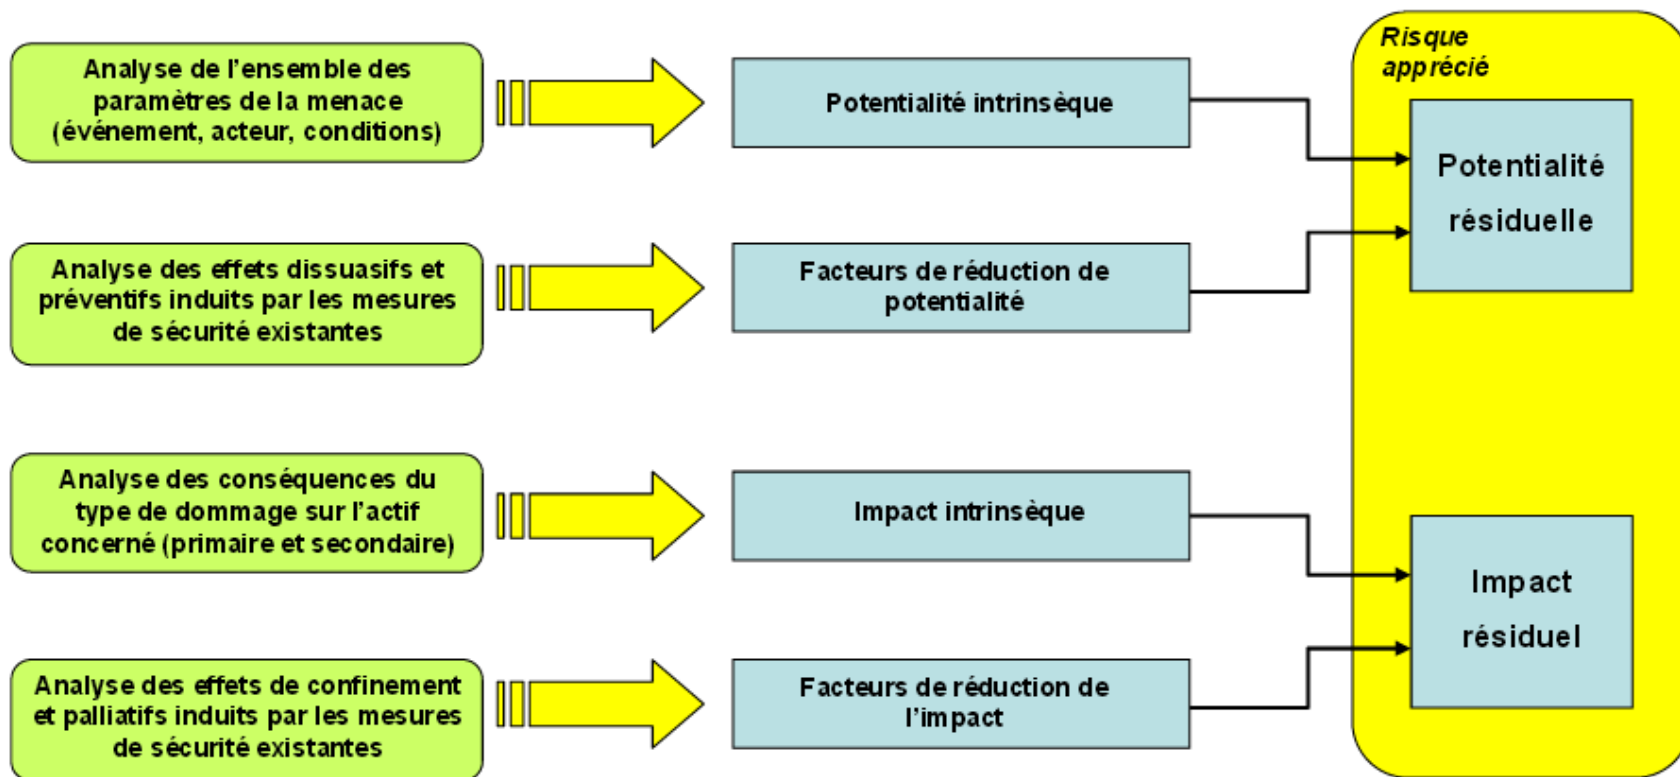 Risque
apprécié
Analyse de l’ensemble des
paramètres de la menace
(événement, acteur, conditions)
Potentialité intrinsèque
Potentialité
résiduelle
Analyse des effets dissuasifs et
préventifs induits par les mesures
de sécurité existantes
Facteurs de réduction de
potentialité
Analyse des conséquences du
type de dommage sur l’actif
concerné (primaire et secondaire)
Impact intrinsèque
Impact
résiduel
Analyse des effets de confinement
et palliatifs induits par les mesures
de sécurité existantes
Facteurs de réduction de
l’impact